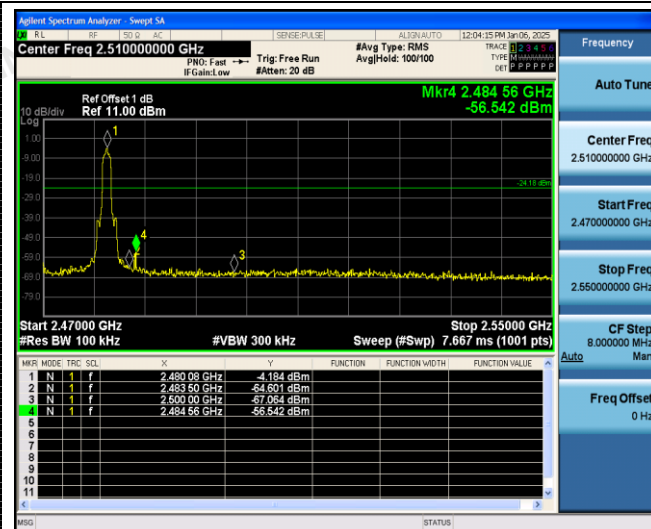 Agilent Spectrum Analyzer - Swept SA
RL RF 50 Ω AC SENSE:PULSE ALIGNAUTO 12:04:15 PM Jan 06, 2025
Center Freq 2.510000000 GHz
PNO: Fast Trig: Free Run
IFGain:Low #Atten: 20 dB
#Avg Type: RMS
Avg|Hold: 100/100
TRACE 1 2 3 4 5 6
TYPE M
DET P P P P P P
Mkr4 2.484 56 GHz
-56.542 dBm
Ref Offset 1 dB
10 dB/div Ref 11.00 dBm
Log
1.00
-9.00
-19.0
-29.0
-39.0
-49.0
-59.0
-69.0
-79.0
1
4
3
-24.18 dBm
Start 2.47000 GHz Stop 2.55000 GHz
#Res BW 100 kHz #VBW 300 kHz Sweep (#Swp) 7.667 ms (1001 pts)
MKR MODE TRC SCL X Y FUNCTION FUNCTION WIDTH FUNCTION VALUE
1 N 1 f 2.480 08 GHz -4.184 dBm
2 N 1 f 2.483 50 GHz -64.601 dBm
3 N 1 f 2.500 00 GHz -67.064 dBm
4 N 1 f 2.484 56 GHz -56.542 dBm
5
6
7
8
9
10
11
MSG STATUS
Frequency
Auto Tune
Center Freq
2.510000000 GHz
Start Freq
2.470000000 GHz
Stop Freq
2.550000000 GHz
CF Step
8.000000 MHz
Auto Man
Freq Offset
0 Hz